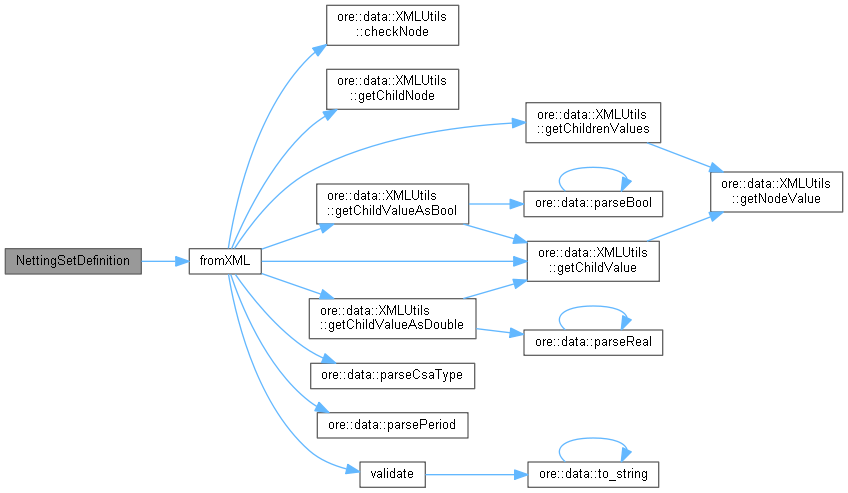 ore::data::XMLUtils
::checkNode
ore::data::XMLUtils
::getChildNode
ore::data::XMLUtils
::getChildrenValues
ore::data::XMLUtils
::getNodeValue
ore::data::XMLUtils
::getChildValueAsBool
ore::data::parseBool
NettingSetDefinition
fromXML
ore::data::XMLUtils
::getChildValue
ore::data::XMLUtils
::getChildValueAsDouble
ore::data::parseReal
ore::data::parseCsaType
ore::data::parsePeriod
validate
ore::data::to_string